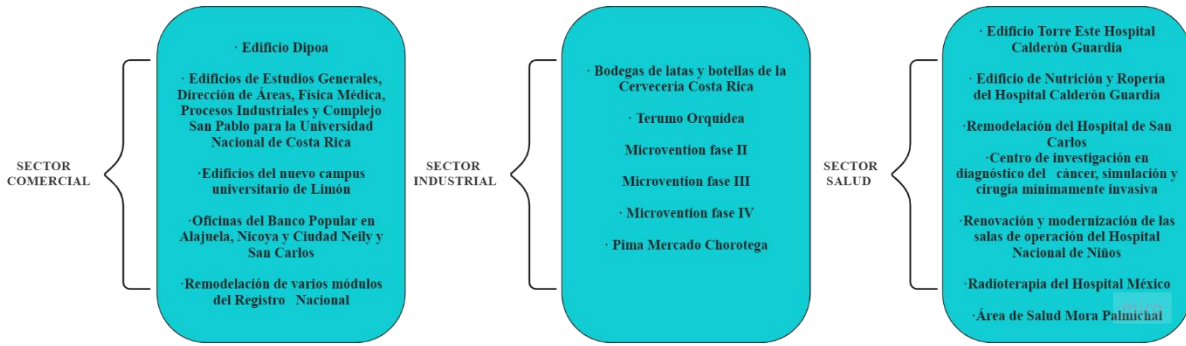 SECTOR
COMERCIAL
· Edificio Dipoa
· Edificios de Estudios Generales,
Dirección de Áreas, Física Médica,
Procesos Industriales y Complejo
San Pablo para la Universidad
Nacional de Costa Rica
·Edificios del nuevo campus
universitario de Limón
·Oficinas del Banco Popular en
Alajuela, Nicoya y Ciudad Neily y
San Carlos
·Remodelación de varios módulos
del Registro Nacional
SECTOR
INDUSTRIAL
· Bodegas de latas y botellas de la
Cervecería Costa Rica
· Terumo Orquídea
Microvention fase II
Microvention fase III
· Microvention fase IV
· Pima Mercado Chorotega
SECTOR
SALUD
· Edificio Torre Este Hospital
Calderón Guardia
· Edificio de Nutrición y Ropería
del Hospital Calderón Guardia
·Remodelación del Hospital de San
Carlos
·Centro de investigación en
diagnóstico del cáncer, simulación y
cirugía mínimamente invasiva
·Renovación y modernización de las
salas de operación del Hospital
Nacional de Niños
·Radioterapia del Hospital México
·Área de Salud Mora Palmichal